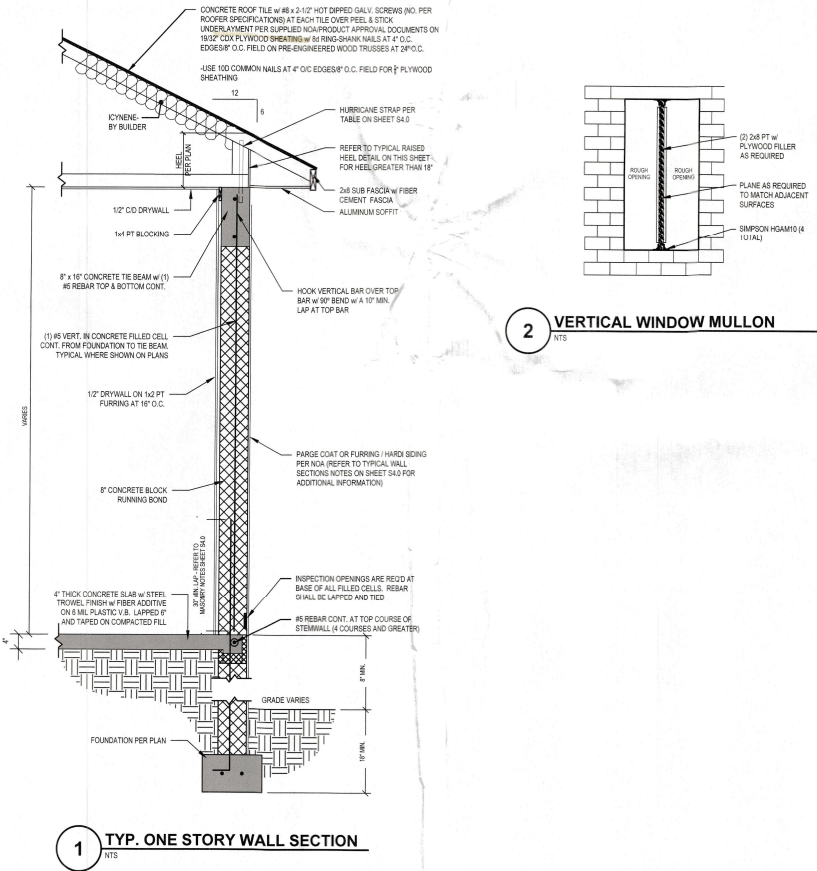 CONCRETE ROOF TILE w/ #8 x 2-1/2" HOT DIPPED GALV. SCREWS (NO. PER
ROOFER SPECIFICATIONS) AT EACH TILE OVER PEEL & STICK
UNDERLAYMENT PER SUPPLIED NOA/PRODUCT APPROVAL DOCUMENTS ON
19/32" CDX PLYWOOD SHEATING w/ 8d RING-SHANK NAILS AT 4" O.C.
EDGES/8" O.C. FIELD ON PRE-ENGINEERED WOOD TRUSSES AT 24" O.C.
-USE 10D COMMON NAILS AT 4" O/C EDGES/8" O.C. FIELD FOR PLYWOOD
SHEATHING
12
6
ICYNENE-
BY BUILDER
HEEL
PER PLAN
HURRICANE STRAP PER
TABLE ON SHEET S4.0
REFER TO TYPICAL RAISED
HEEL DETAIL ON THIS SHEET
FOR HEEL GREATER THAN 18"
2x8 SUB FASCIA w/ FIBER
CEMENT FASCIA
ALUMINUM SOFFIT
1/2" C/D DRYWALL
1x4 PT BLOCKING
8" x 16" CONCRETE TIE BEAM w/ (1)
#5 REBAR TOP & BOTTOM CONT.
HOOK VERTICAL BAR OVER TOP
BAR w/ 90° BEND w/ A 10" MIN.
LAP AT TOP BAR
(1) #5 VERT. IN CONCRETE FILLED CELL
CONT. FROM FOUNDATION TO TIE BEAM.
TYPICAL WHERE SHOWN ON PLANS
1/2" DRYWALL ON 1x2 PT
FURRING AT 16" O.C.
VARIES
PARGE COAT OR FURRING / HARDI SIDING
PER NOA (REFER TO TYPICAL WALL
SECTIONS NOTES ON SHEET S4.0 FOR
ADDITIONAL INFORMATION)
8" CONCRETE BLOCK
RUNNING BOND
30" MIN. LAP - REFER TO
MASONRY NOTES SHEET S4.0
INSPECTION OPENINGS ARE REQ'D AT
BASE OF ALL FILLED CELLS. REBAR
SHALL BE LAPPED AND TIED
4" THICK CONCRETE SLAB w/ STEEL
TROWEL FINISH w/ FIBER ADDITIVE
ON 6 MIL PLASTIC V.B. LAPPED 6"
AND TAPED ON COMPACTED FILL
#5 REBAR CONT. AT TOP COURSE OF
STEMWALL (4 COURSES AND GREATER)
4"
8" MIN.
GRADE VARIES
18" MIN.
FOUNDATION PER PLAN
1
TYP. ONE STORY WALL SECTION
NTS
ROUGH
OPENING
ROUGH
OPENING
(2) 2x8 PT w/
PLYWOOD FILLER
AS REQUIRED
PLANE AS REQUIRED
TO MATCH ADJACENT
SURFACES
SIMPSON HGAM10 (4
TOTAL)
2
VERTICAL WINDOW MULLON
NTS